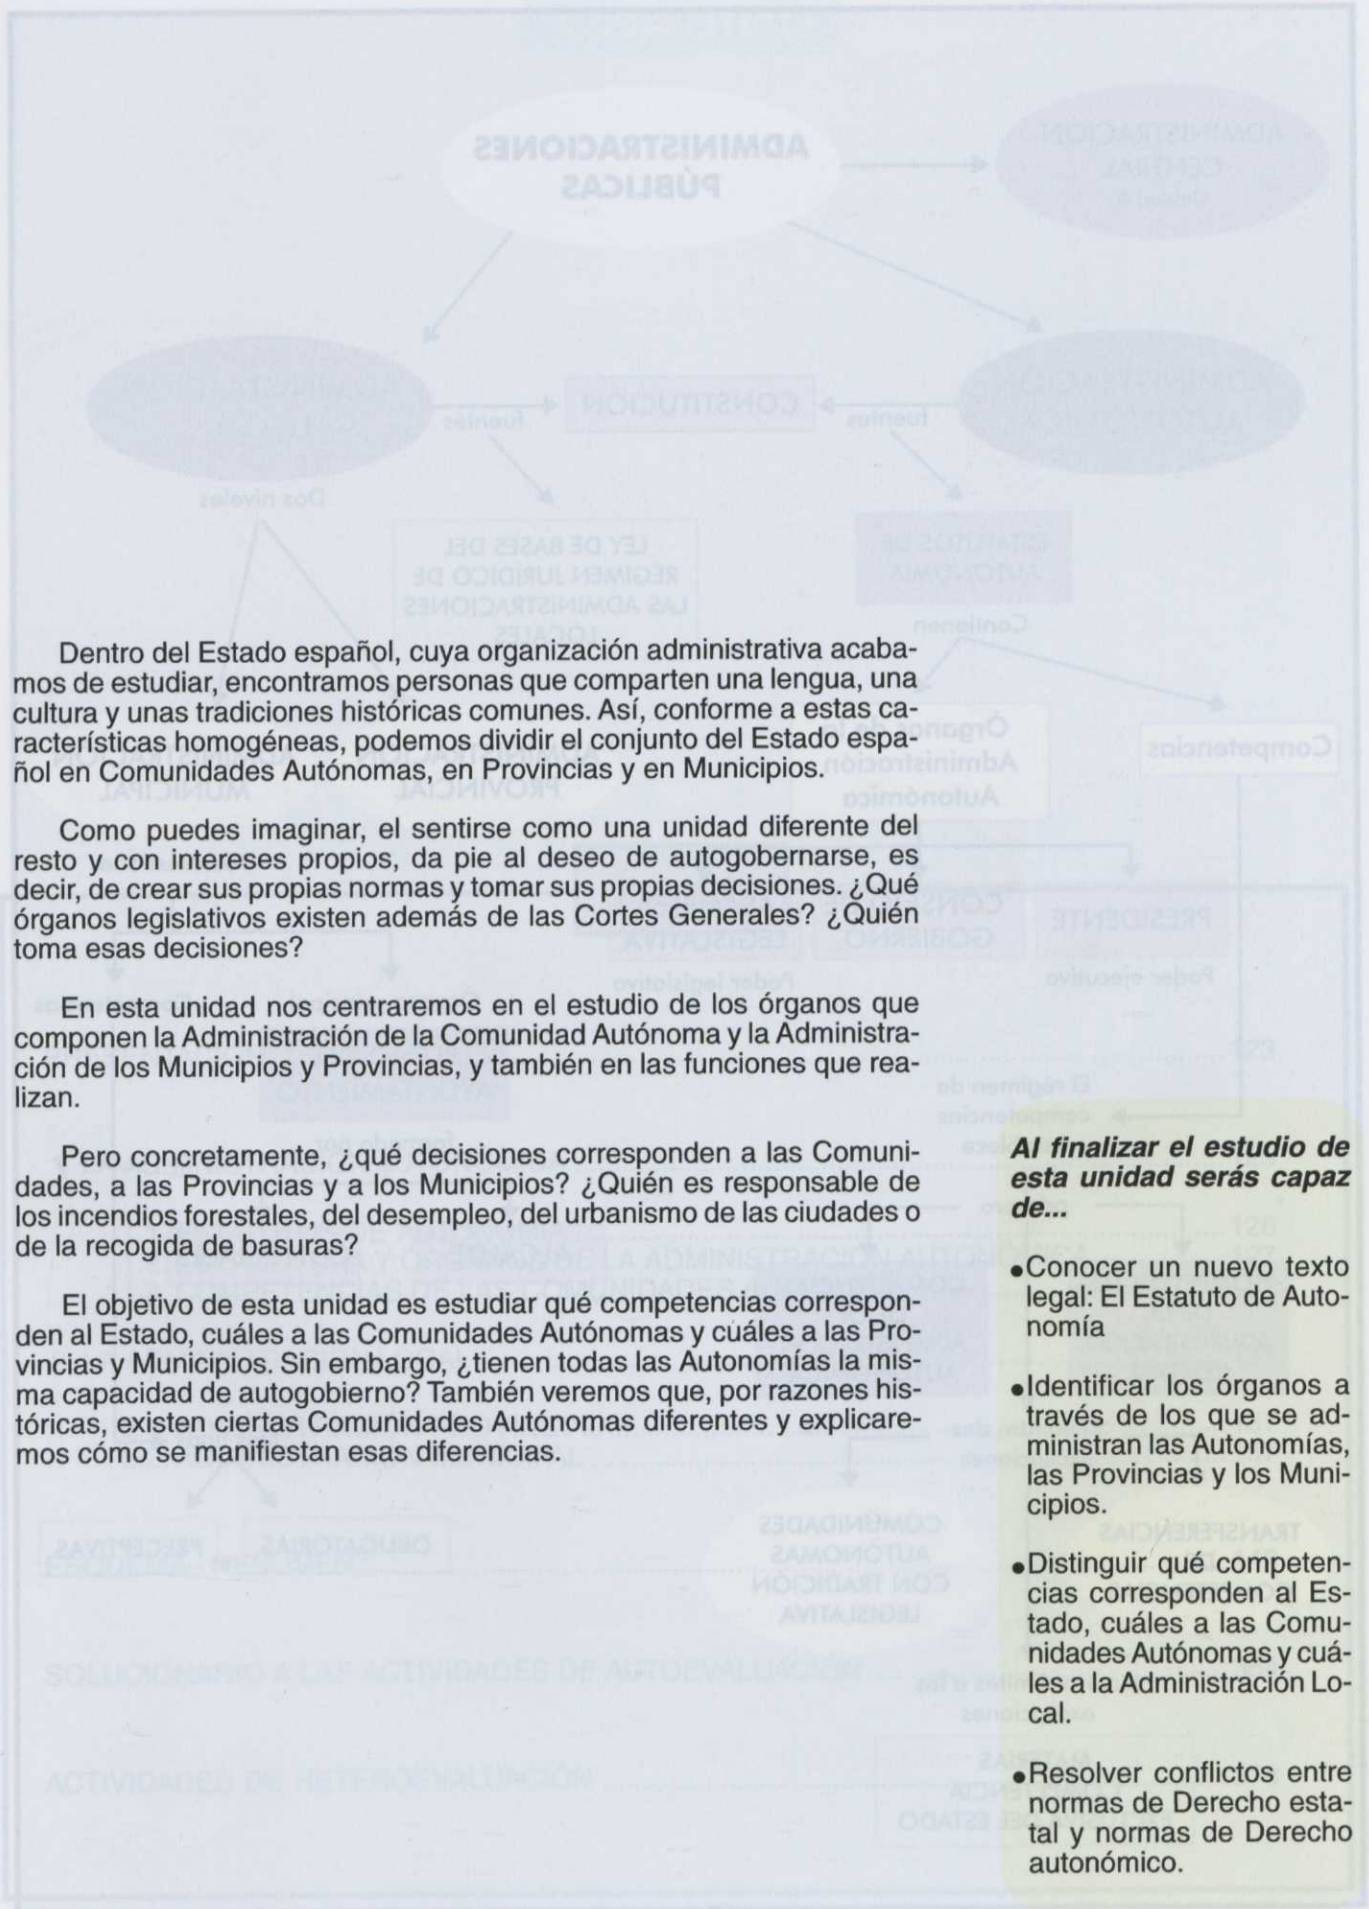 Dentro del Estado español, cuya organización administrativa acaba-
mos de estudiar, encontramos personas que comparten una lengua, una
cultura y unas tradiciones históricas comunes. Así, conforme a estas ca-
racterísticas homogéneas, podemos dividir el conjunto del Estado espa-
ñol en Comunidades Autónomas, en Provincias y en Municipios.
Como puedes imaginar, el sentirse como una unidad diferente del
resto y con intereses propios, da pie al deseo de autogobernarse, es
decir, de crear sus propias normas y tomar sus propias decisiones. ¿Qué
órganos legislativos existen además de las Cortes Generales? ¿Quién
toma esas decisiones?
En esta unidad nos centraremos en el estudio de los órganos que
componen la Administración de la Comunidad Autónoma y la Administra-
ción de los Municipios y Provincias, y también en las funciones que rea-
lizan.
Pero concretamente, ¿qué decisiones corresponden a las Comuni-
dades, a las Provincias y a los Municipios? ¿Quién es responsable de
los incendios forestales, del desempleo, del urbanismo de las ciudades o
de la recogida de basuras?
El objetivo de esta unidad es estudiar qué competencias correspon-
den al Estado, cuáles a las Comunidades Autónomas y cuáles a las Pro-
vincias y Municipios. Sin embargo, ¿tienen todas las Autonomías la mis-
ma capacidad de autogobierno? También veremos que, por razones his-
tóricas, existen ciertas Comunidades Autónomas diferentes y explicare-
mos cómo se manifiestan esas diferencias.
Al finalizar el estudio de
esta unidad serás capaz
de...
●Conocer un nuevo texto
legal: El Estatuto de Auto-
nomía
●Identificar los órganos a
través de los que se ad-
ministran las Autonomías,
las Provincias y los Muni-
cipios.
●Distinguir qué competen-
cias corresponden al Es-
tado, cuáles a las Comu-
nidades Autónomas y cuá-
les a la Administración Lo-
cal.
●Resolver conflictos entre
normas de Derecho esta-
tal y normas de Derecho
autonómico.